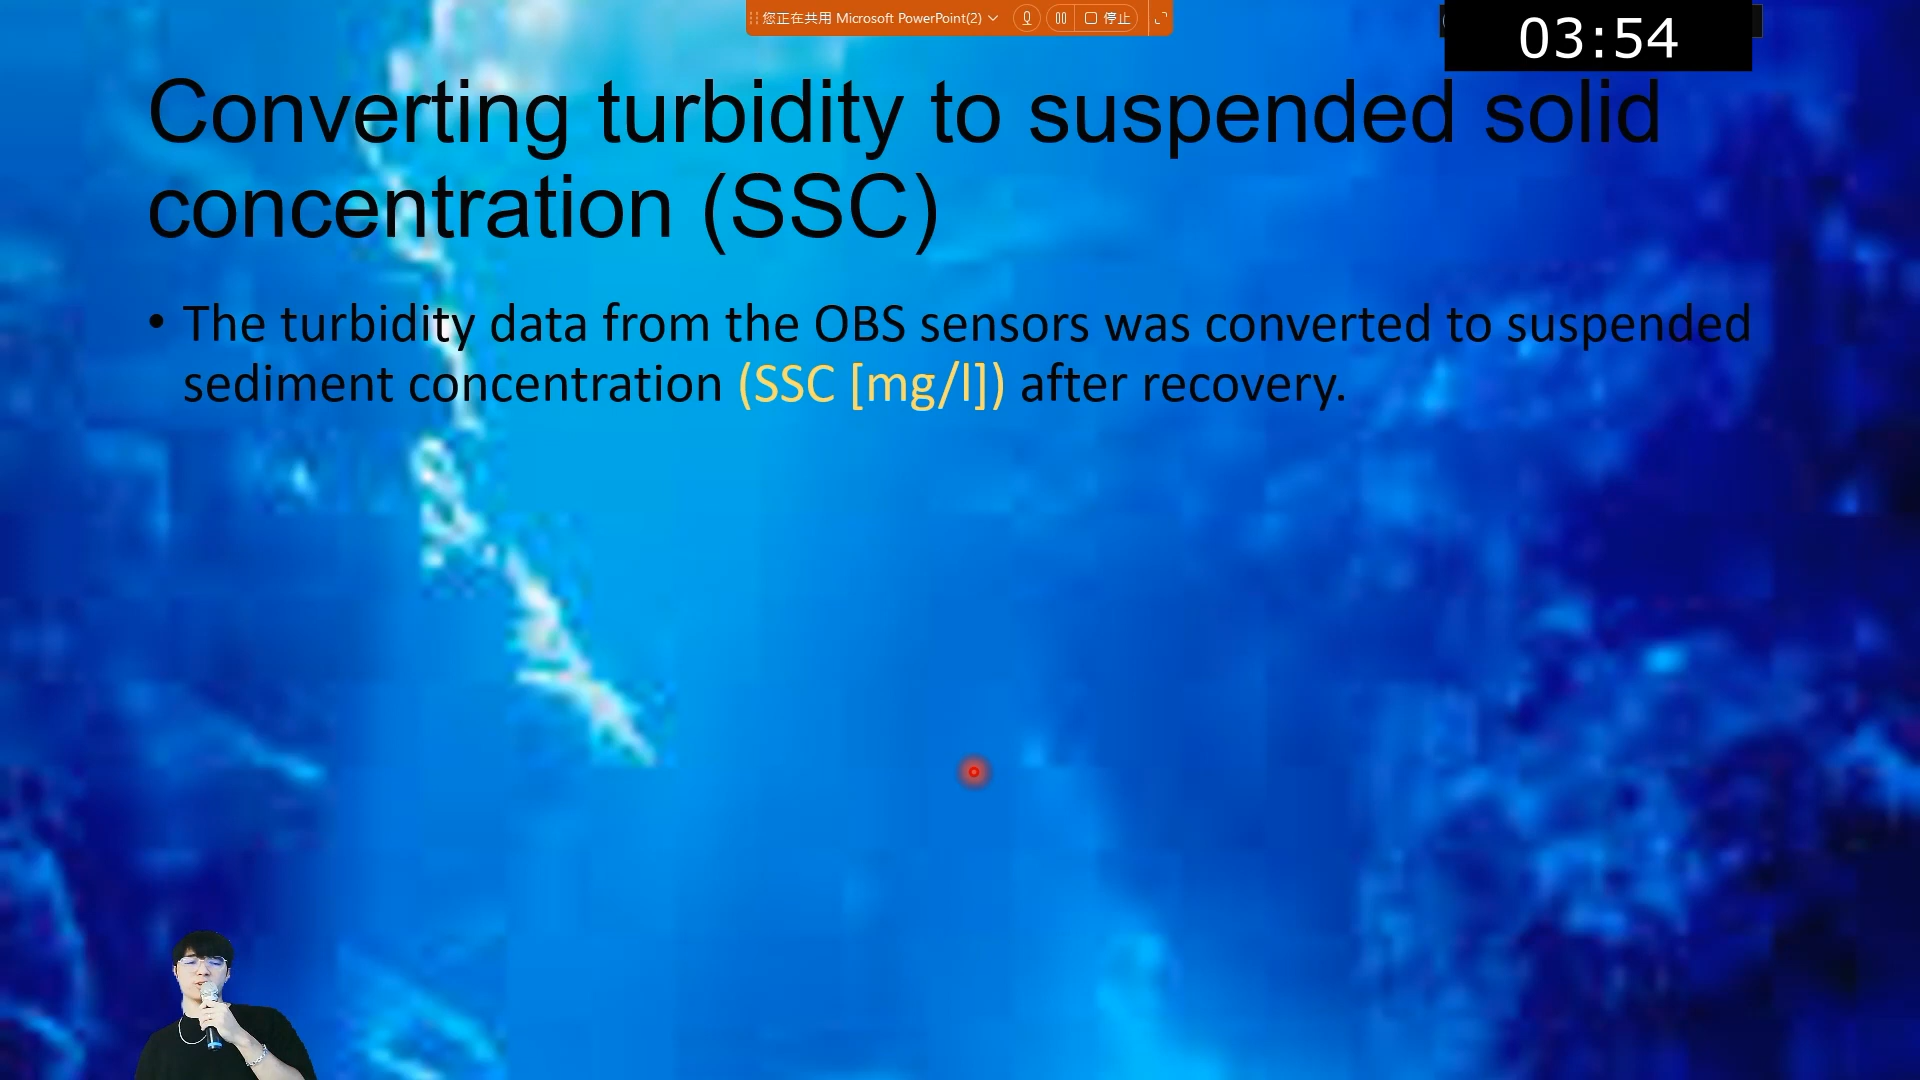 您正在共用 Microsoft PowerPoint(2)
停止
03:54
Converting turbidity to suspended solid
concentration (SSC)
• The turbidity data from the OBS sensors was converted to suspended
sediment concentration (SSC [mg/l]) after recovery.